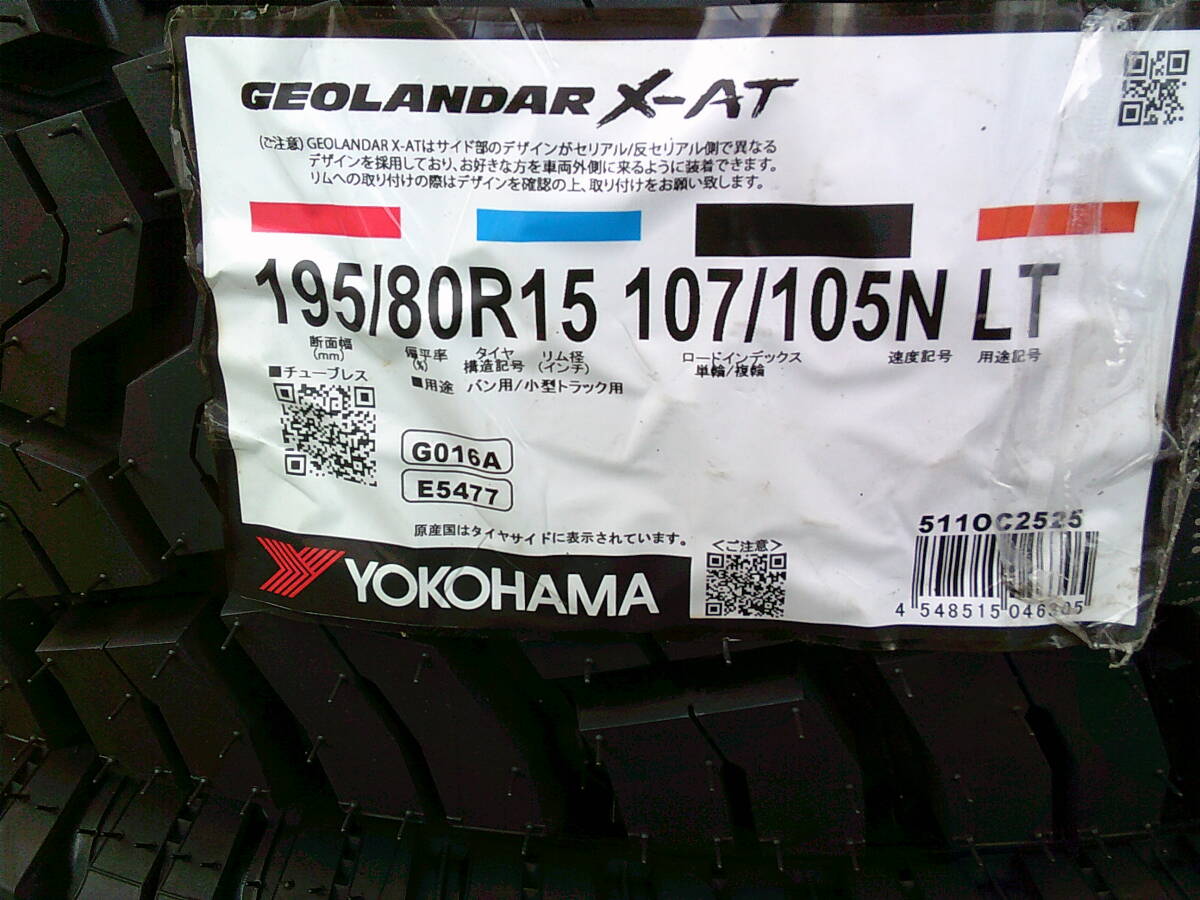 GEOLANDAR X-AT
(ご注意) GEOLANDAR X-ATはサイド部のデザインがセリアル/反セリアル側で異なる
デザインを採用しており、お好きな方を車両外側に来るように装着できます。
リムへの取り付けの際はデザインを確認の上、取り付けをお願い致します。
195/80R15 107/105N LT
断面幅 (mm) 偏平率 (%) タイヤ構造記号 リム径 (インチ) ロードインデックス 単輪/複輪 速度記号 用途記号
■チューブレス ■用途 バン用/小型トラック用
G016A
E5477
原産国はタイヤサイドに表示されています。
YOKOHAMA
<ご注意>
511OC2525
4 548515 046305